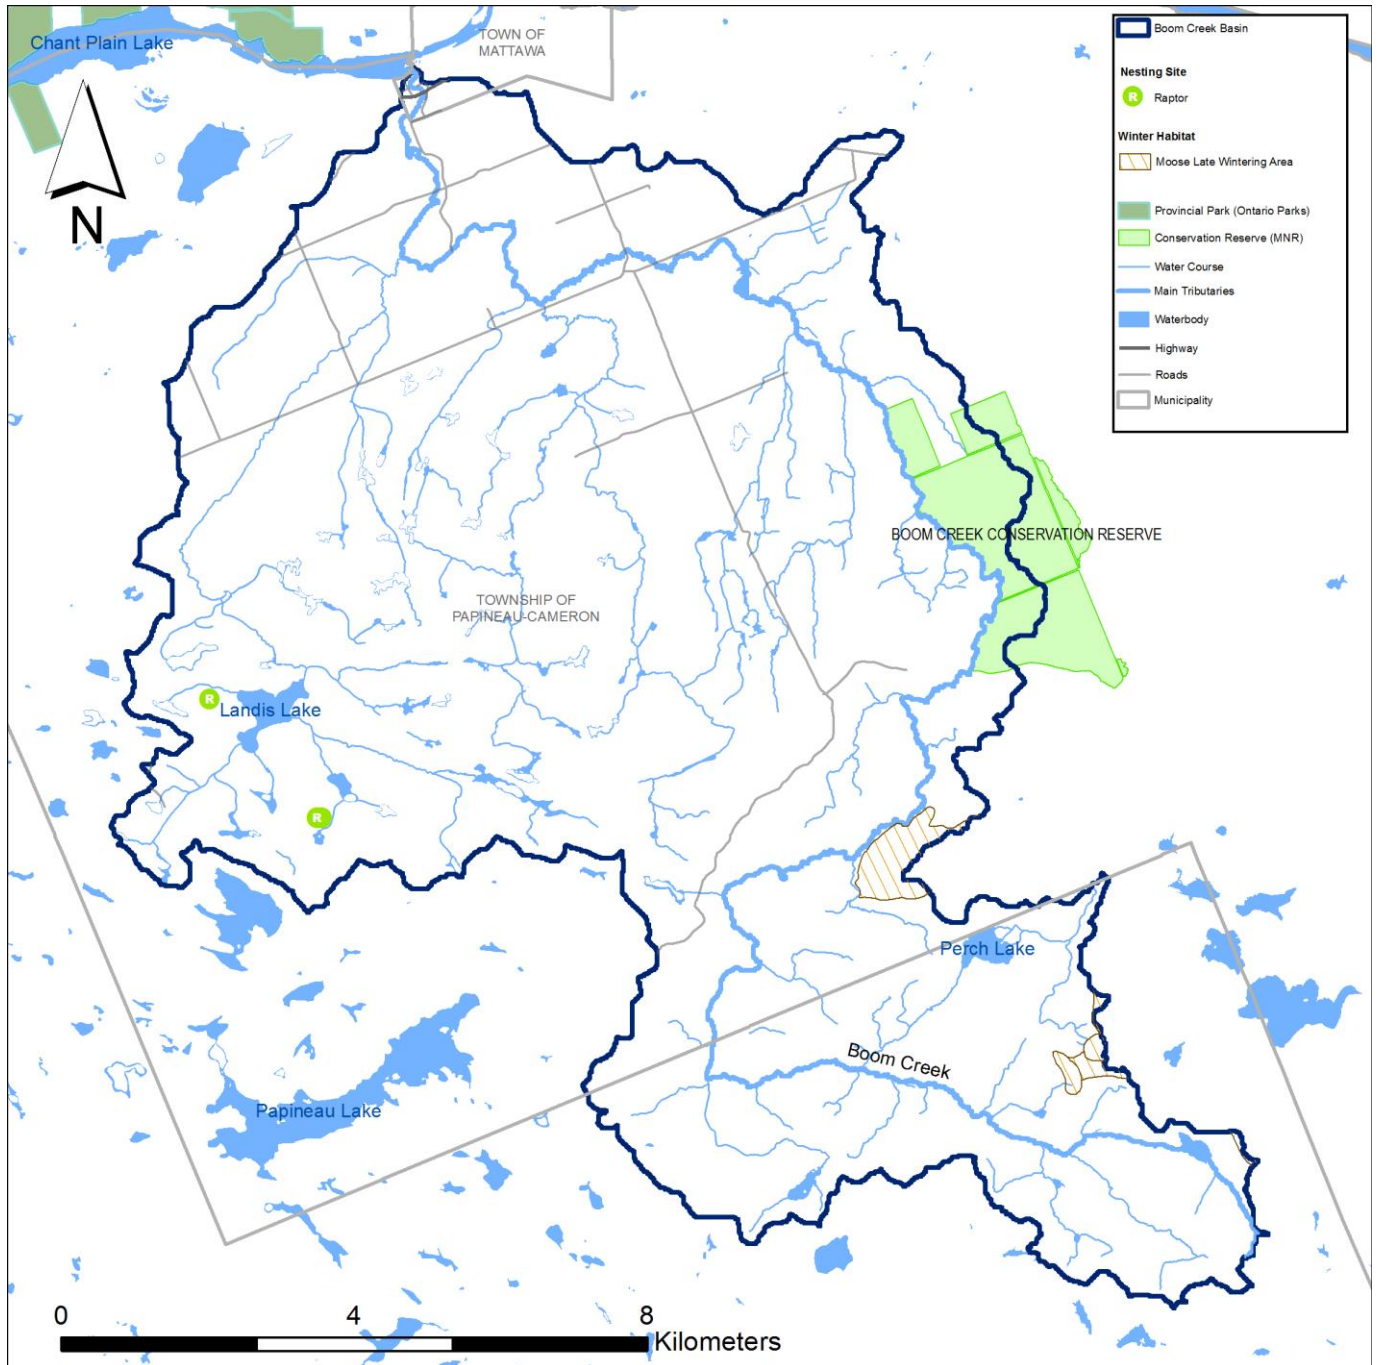 Chant Plain Lake
TOWN OF
MATTAWA
N
Boom Creek Basin
Nesting Site
R
Raptor
Winter Habitat
Moose Late Wintering Area
Provincial Park (Ontario Parks)
Conservation Reserve (MNR)
Water Course
Main Tributaries
Waterbody
Highway
Roads
Municipality
BOOM CREEK CONSERVATION RESERVE
TOWNSHIP OF
PAPINEAU-CAMERON
R
Landis Lake
R
Perch Lake
Boom Creek
Papineau Lake
0 4 8
Kilometers